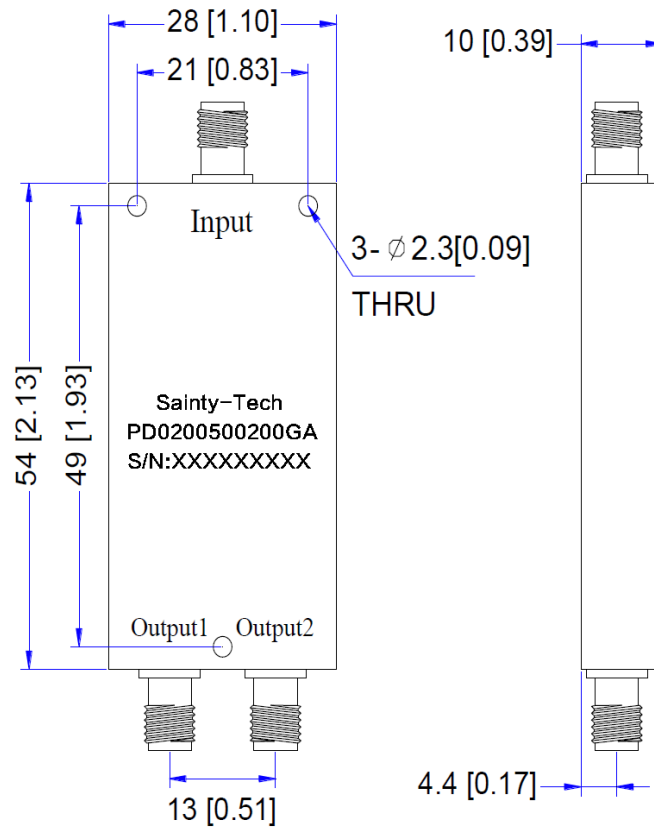 28 [1.10]
10 [0.39]
21 [0.83]
Input
3- ⌀ 2.3[0.09]
THRU
54 [2.13]
49 [1.93]
Sainty-Tech
PD0200500200GA
S/N:XXXXXXXXX
Output1 Output2
4.4 [0.17]
13 [0.51]